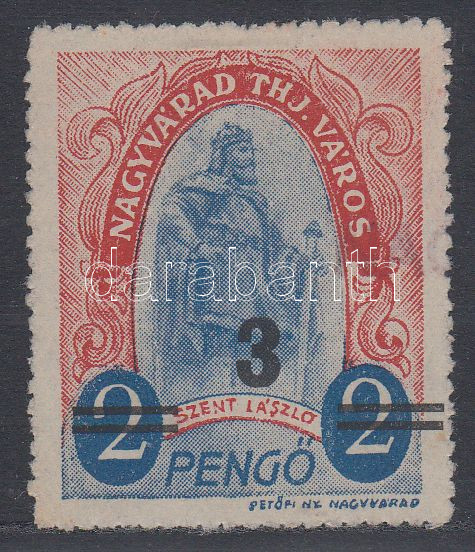 NAGYVÁRAD THJ. VÁROS
darabanth
3
SZENT LÁSZLÓ
2 2
PENGŐ
PETŐFI NY. NAGYVÁRAD